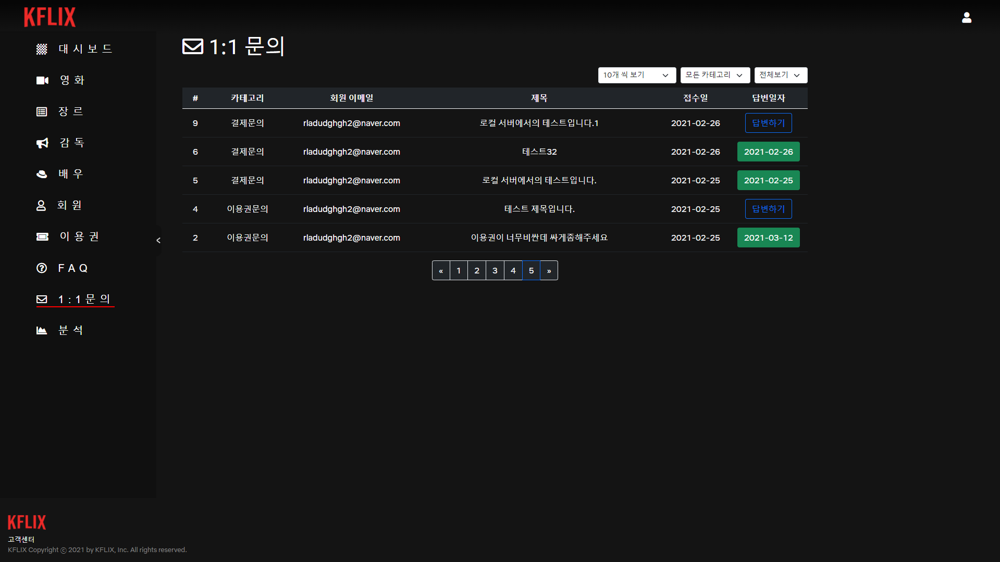 KFLIX
대시보드
영화
장르
감독
배우
회원
이용권
FAQ
1:1문의
분석
1:1 문의
10개 씩 보기 모든 카테고리 전체보기
# 카테고리 회원 이메일 제목 접수일 답변일자
9 결제문의 rladudghgh2@naver.com 로컬 서버에서의 테스트입니다.1 2021-02-26 답변하기
6 결제문의 rladudghgh2@naver.com 테스트32 2021-02-26 2021-02-26
5 결제문의 rladudghgh2@naver.com 로컬 서버에서의 테스트입니다. 2021-02-25 2021-02-25
4 이용권문의 rladudghgh2@naver.com 테스트 제목입니다. 2021-02-25 답변하기
2 이용권문의 rladudghgh2@naver.com 이용권이 너무비싼데 싸게좀해주세요 2021-02-25 2021-03-12
« 1 2 3 4 5 »
KFLIX
고객센터
KFLIX Copyright ⓒ 2021 by KFLIX, Inc. All rights reserved.